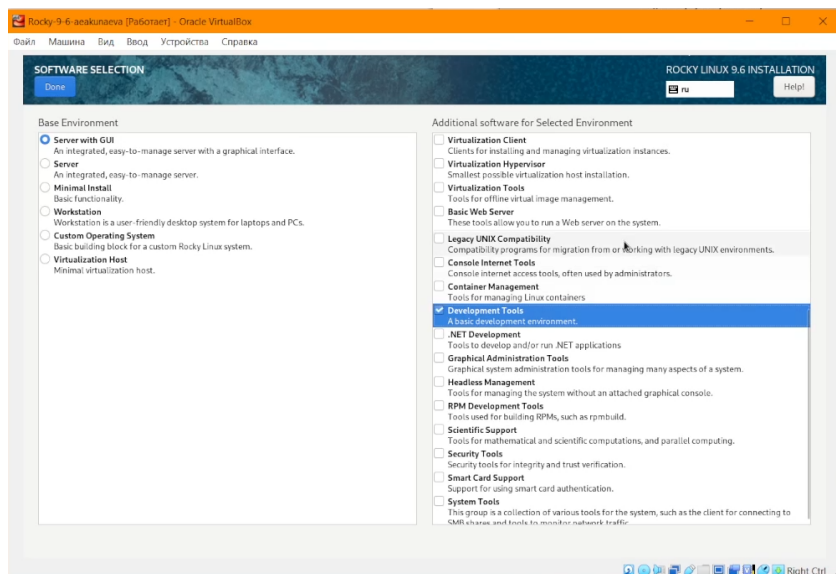 Rocky-9-6-aeakunaeva [Работает] - Oracle VirtualBox
Файл Машина Вид Ввод Устройства Справка
SOFTWARE SELECTION
Done
ROCKY LINUX 9.6 INSTALLATION
ru
Help!
Base Environment
Server with GUI
An integrated, easy-to-manage server with a graphical interface.
Server
An integrated, easy-to-manage server.
Minimal Install
Basic functionality.
Workstation
Workstation is a user-friendly desktop system for laptops and PCs.
Custom Operating System
Basic building block for a custom Rocky Linux system.
Virtualization Host
Minimal virtualization host.
Additional software for Selected Environment
Virtualization Client
Clients for installing and managing virtualization instances.
Virtualization Hypervisor
Smallest possible virtualization host installation.
Virtualization Tools
Tools for offline virtual image management.
Basic Web Server
These tools allow you to run a Web server on the system.
Legacy UNIX Compatibility
Compatibility programs for migration from or working with legacy UNIX environments.
Console Internet Tools
Console internet access tools, often used by administrators.
Container Management
Tools for managing Linux containers
Development Tools
A basic development environment.
.NET Development
Tools to develop and/or run .NET applications
Graphical Administration Tools
Graphical system administration tools for managing many aspects of a system.
Headless Management
Tools for managing the system without an attached graphical console.
RPM Development Tools
Tools used for building RPMs, such as rpmbuild.
Scientific Support
Tools for mathematical and scientific computations, and parallel computing.
Security Tools
Security tools for integrity and trust verification.
Smart Card Support
Support for using smart card authentication.
System Tools
This group is a collection of various tools for the system, such as the client for connecting to
SMB shares and tools to monitor network traffic.
Right Ctrl